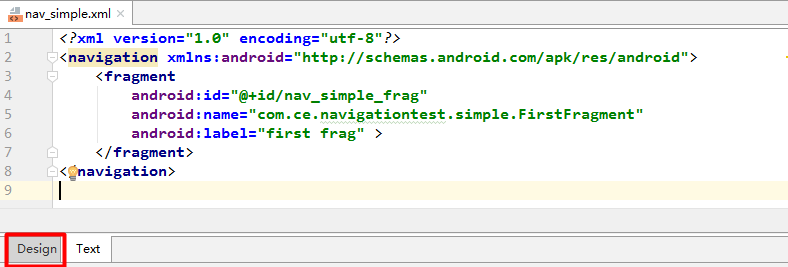 nav_simple.xml
1 <?xml version="1.0" encoding="utf-8"?>
2 <navigation xmlns:android="http://schemas.android.com/apk/res/android">
3 <fragment
4 android:id="@+id/nav_simple_frag"
5 android:name="com.ce.navigationtest.simple.FirstFragment"
6 android:label="first frag" >
7 </fragment>
8 < navigation>
9
Design Text